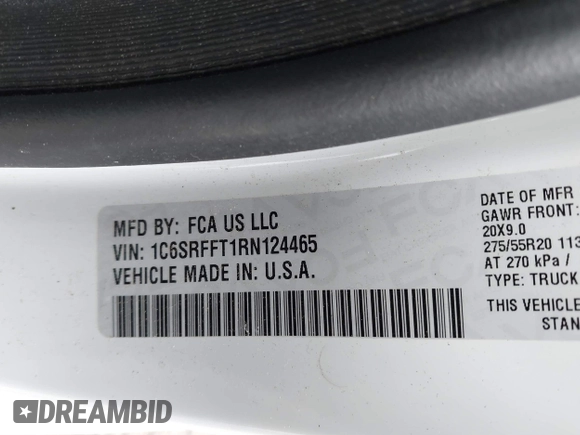 MFD BY: FCA US LLC
VIN: 1C6SRFFT1RN124465
VEHICLE MADE IN: U.S.A.
DATE OF MFR
GAWR FRONT:
20X9.0
275/55R20 113
AT 270 kPa /
TYPE: TRUCK
THIS VEHICLE
STAN
DREAMBID